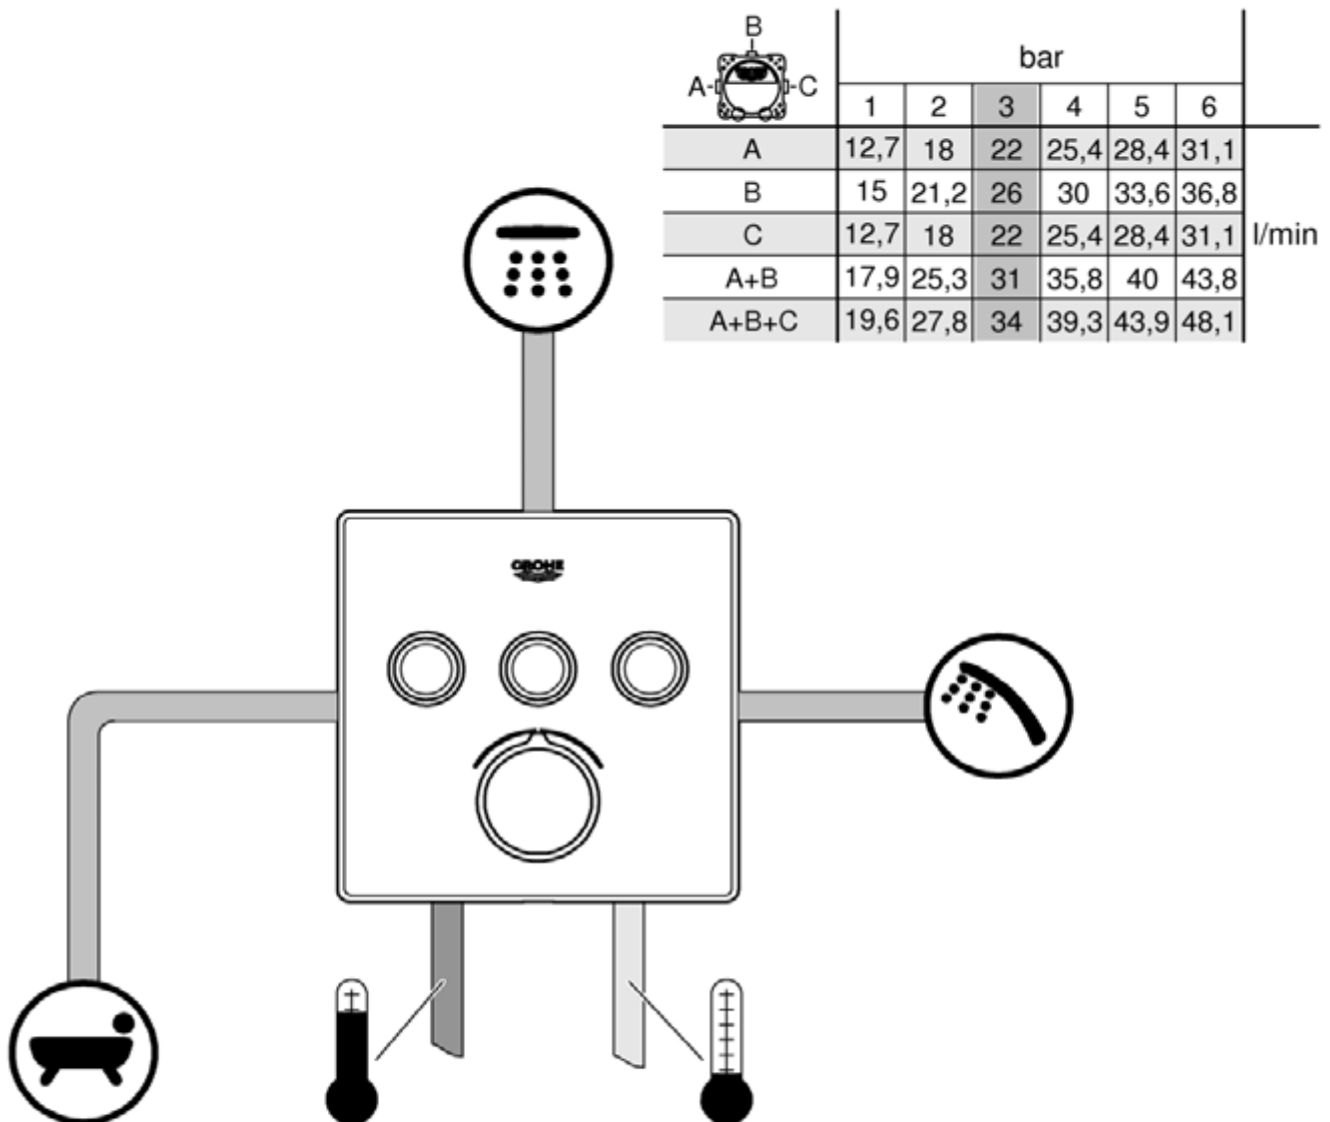 B
bar
A C
1 2 3 4 5 6
A 12,7 18 22 25,4 28,4 31,1
B 15 21,2 26 30 33,6 36,8
C 12,7 18 22 25,4 28,4 31,1 l/min
A+B 17,9 25,3 31 35,8 40 43,8
A+B+C 19,6 27,8 34 39,3 43,9 48,1
GROHE